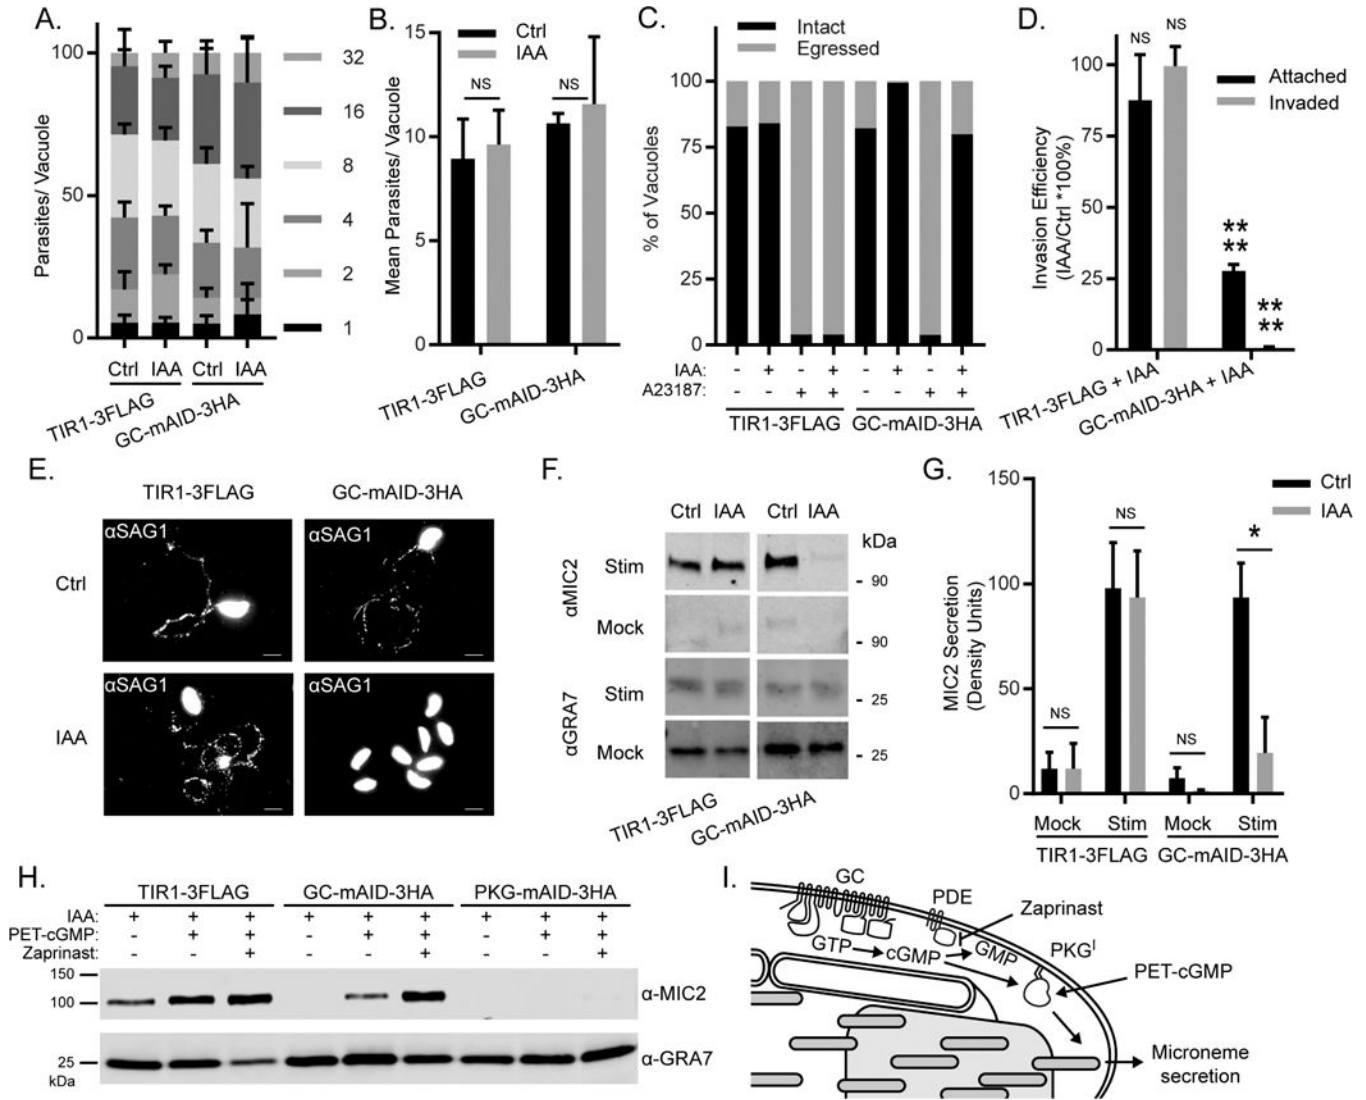 A.
100
50
0
Parasites/ Vacuole
32
16
8
4
2
1
Ctrl IAA Ctrl IAA
TIR1-3FLAG
GC-mAID-3HA
B.
Ctrl
IAA
15
10
5
0
Mean Parasites/ Vacuole
NS NS
TIR1-3FLAG
GC-mAID-3HA
C.
Intact
Egressed
100
75
50
25
0
% of Vacuoles
IAA: - + - + - + - +
A23187: - - + + - - + +
TIR1-3FLAG GC-mAID-3HA
D.
NS NS
Attached
Invaded
100
75
50
25
0
Invasion Efficiency
(IAA/Ctrl *100%)
**
**
**
**
TIR1-3FLAG + IAA
GC-mAID-3HA + IAA
E.
TIR1-3FLAG GC-mAID-3HA
Ctrl
αSAG1 αSAG1
IAA
αSAG1 αSAG1
F.
Ctrl IAA Ctrl IAA
kDa
αMIC2
Stim - 90
Mock - 90
αGRA7
Stim - 25
Mock - 25
TIR1-3FLAG
GC-mAID-3HA
G.
Ctrl
IAA
150
100
50
0
MIC2 Secretion
(Density Units)
NS NS NS *
Mock Stim Mock Stim
TIR1-3FLAG GC-mAID-3HA
H.
TIR1-3FLAG GC-mAID-3HA PKG-mAID-3HA
IAA: + + + + + + + + +
PET-cGMP: - + + - + + - + +
Zaprinast: - - + - - + - - +
150
100
α-MIC2
25
α-GRA7
kDa
I.
GC
PDE
Zaprinast
GTP cGMP GMP
PKGᴵ
PET-cGMP
Microneme
secretion